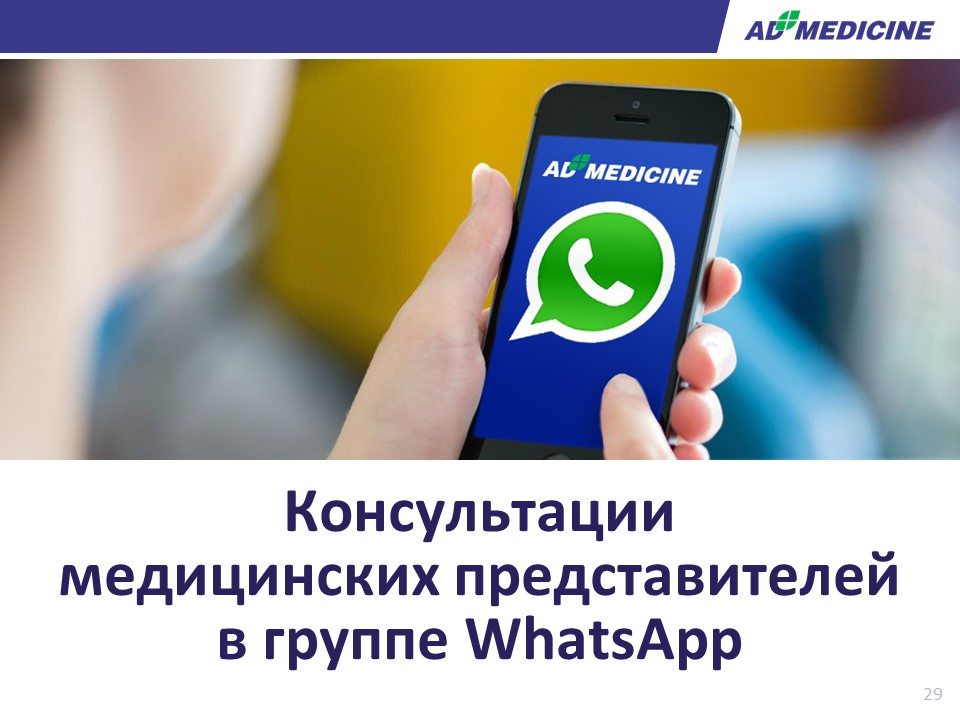 AD MEDICINE
AD MEDICINE
Консультации
медицинских представителей
в группе WhatsApp
29